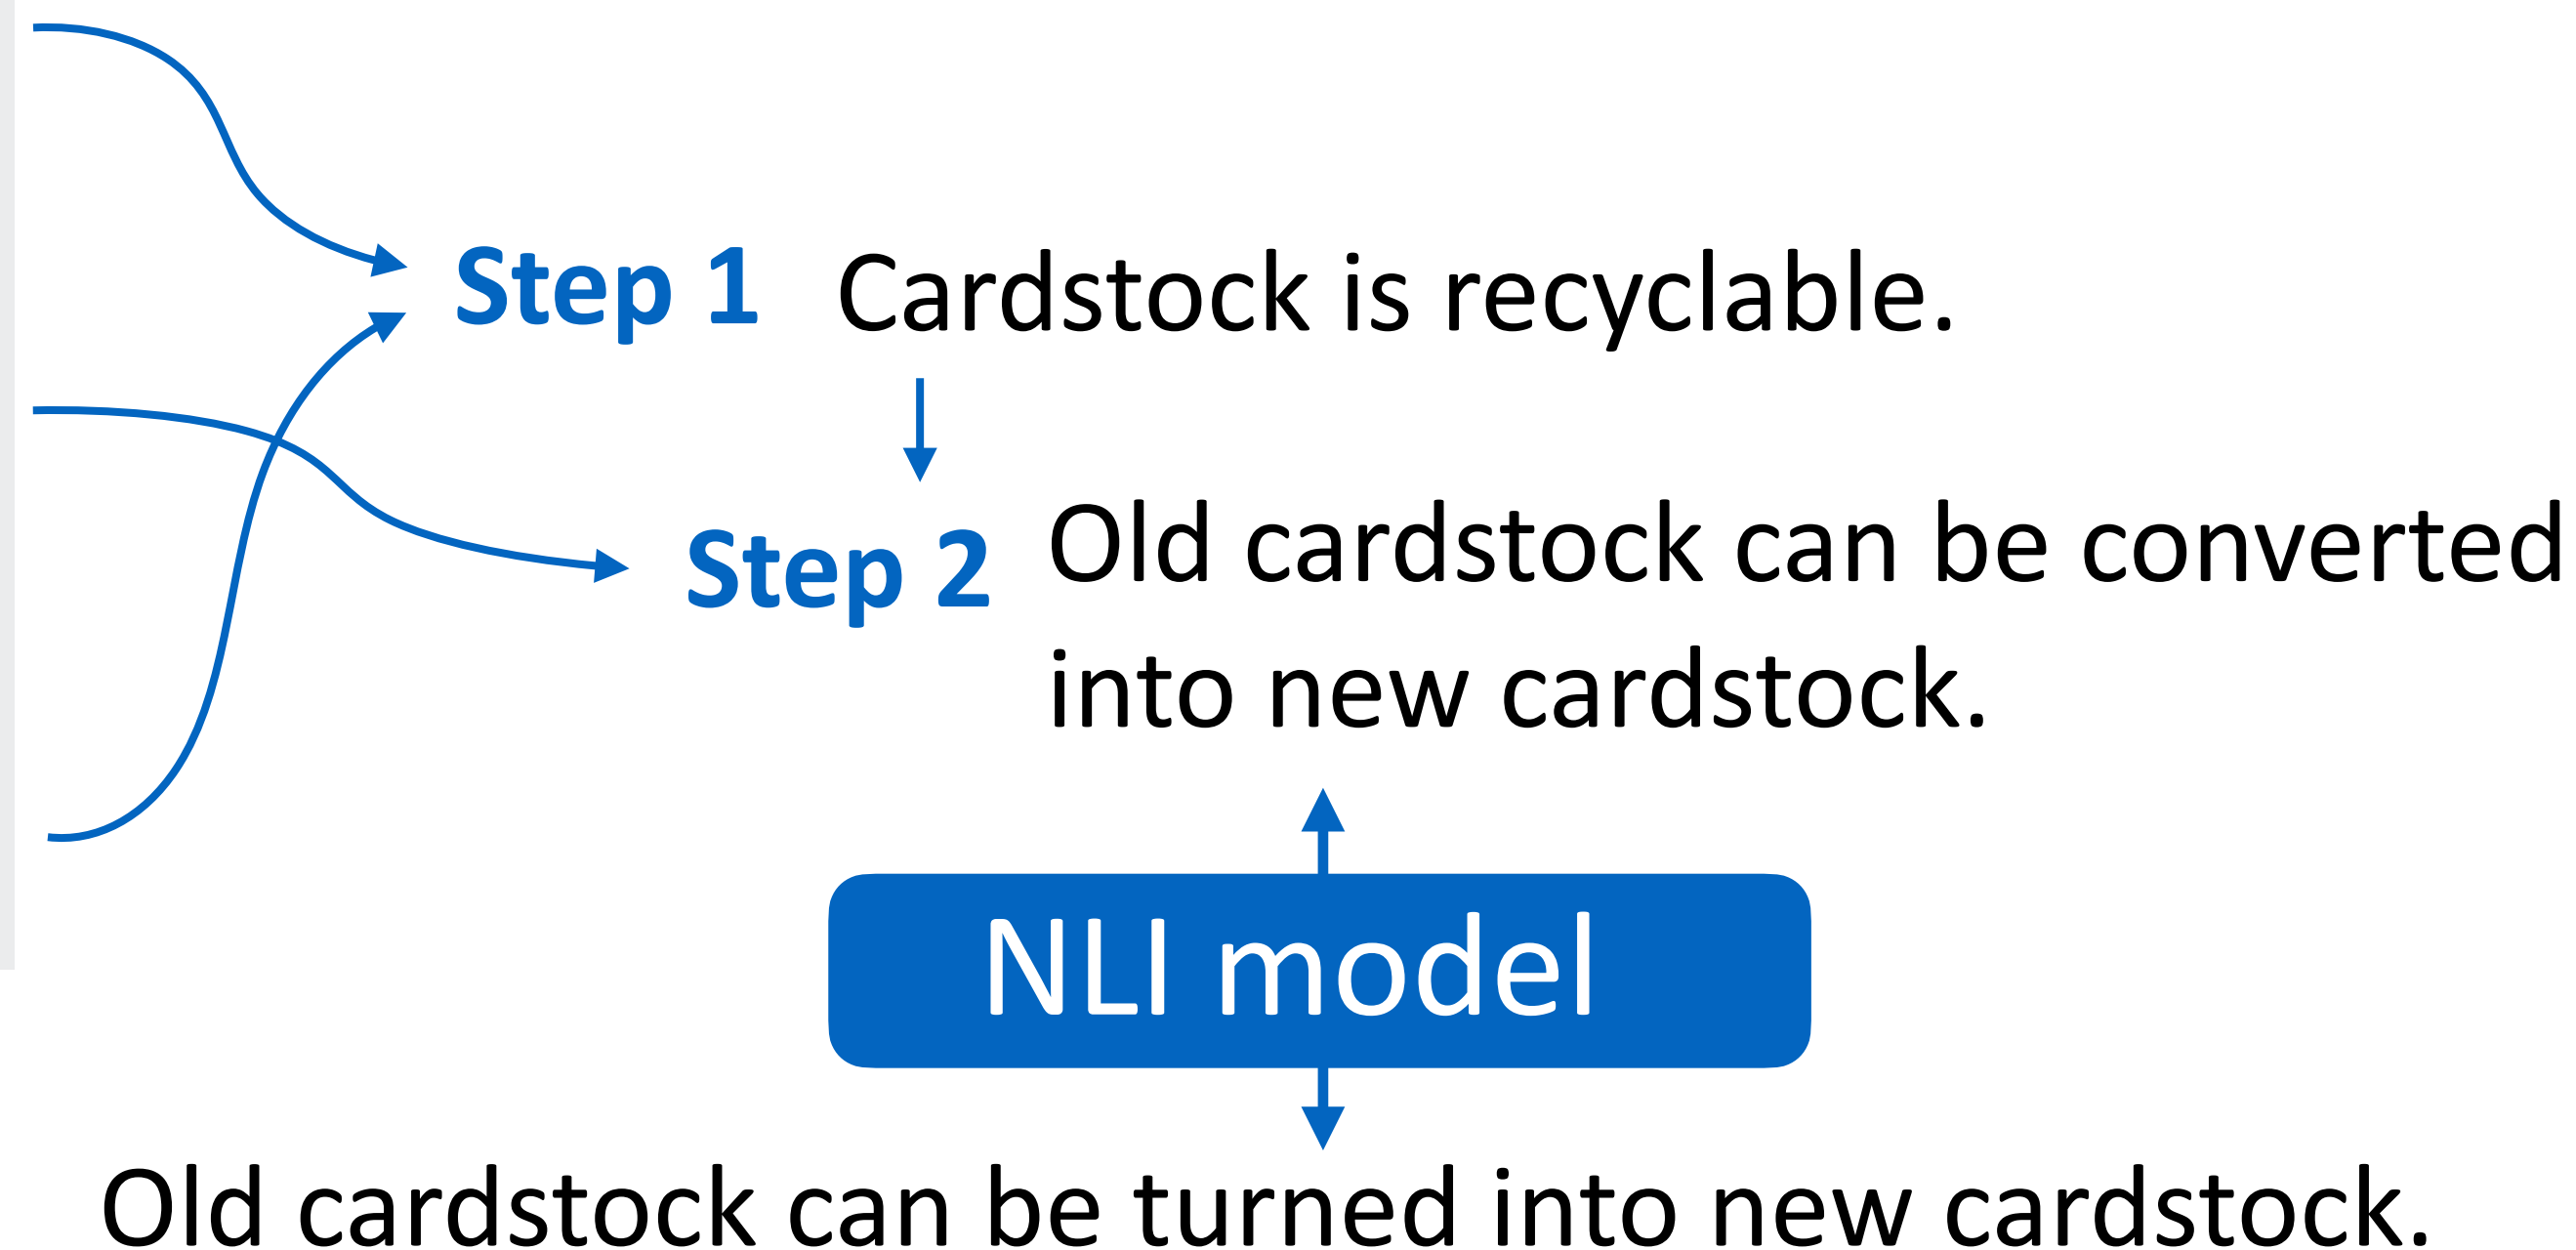 Step 1 Cardstock is recyclable.
Step 2 Old cardstock can be converted
into new cardstock.
NLI model
Old cardstock can be turned into new cardstock.